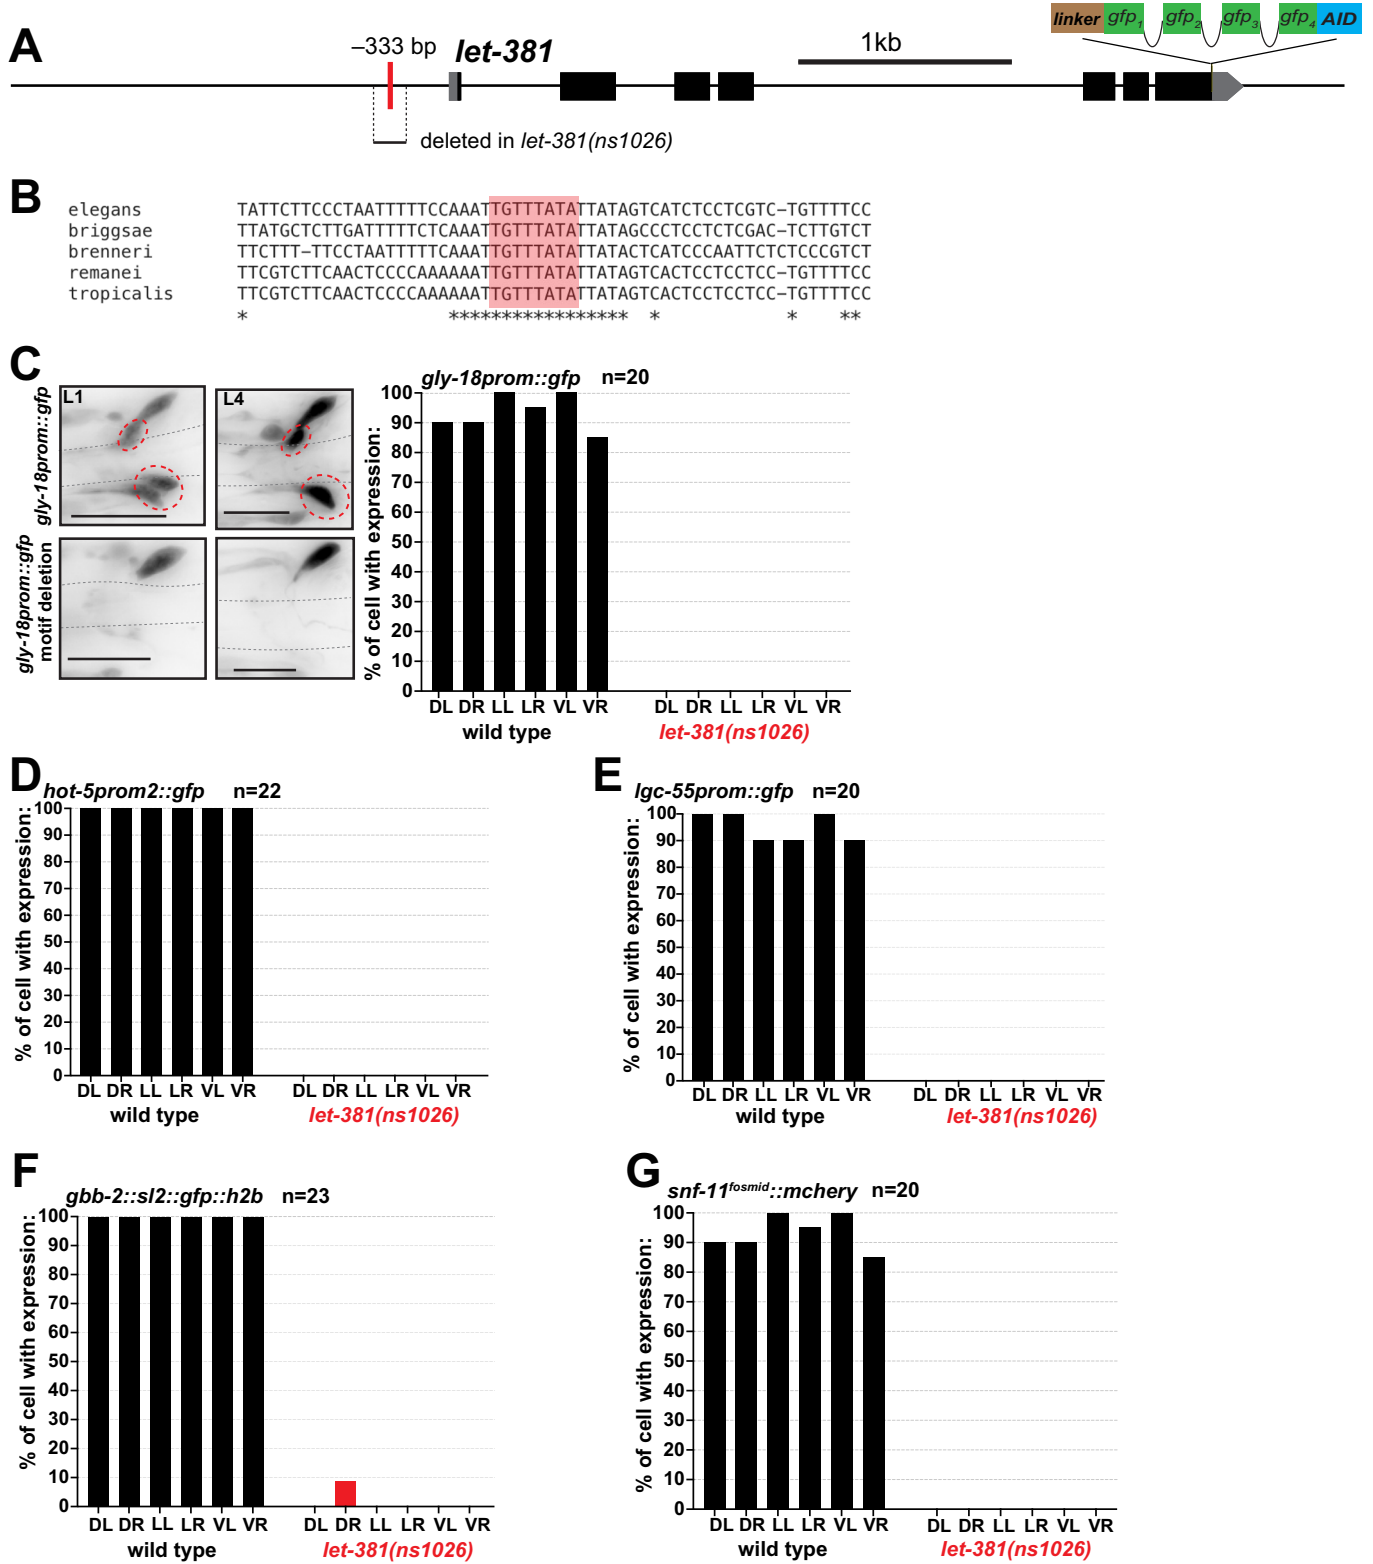 A
–333 bp
let-381
1kb
linker gfp1 gfp2 gfp3 gfp4 AID
deleted in let-381(ns1026)
B
elegans TATTCTTCCCTAATTTTTCCAAATTGTTTATATTATAGTCATCTCCTCGTC–TGTTTTCC
briggsae TTATGCTCTTGATTTTTCTCAAATTGTTTATATTATAGCCCTCCTCTCGAC–TCTTGTCT
brenneri TTCTTT–TTCCTAATTTTTCAAATTGTTTATATTATACTCATCCCAATTCTCTCCCGTCT
remanei TTCGTCTTCAACTCCCCAAAAAATTGTTTATATTATAGTCACTCCTCCTCC–TGTTTTCC
tropicalis TTCGTCTTCAACTCCCCAAAAAATTGTTTATATTATAGTCACTCCTCCTCC–TGTTTTCC
* ***************** * * **
C
L1
L4
gly-18prom::gfp
gly-18prom::gfp
motif deletion
gly-18prom::gfp n=20
% of cell with expression:
100
90
80
70
60
50
40
30
20
10
0
DL DR LL LR VL VR DL DR LL LR VL VR
wild type let-381(ns1026)
D
hot-5prom2::gfp n=22
% of cell with expression:
100
90
80
70
60
50
40
30
20
10
0
DL DR LL LR VL VR DL DR LL LR VL VR
wild type let-381(ns1026)
E
lgc-55prom::gfp n=20
% of cell with expression:
100
90
80
70
60
50
40
30
20
10
0
DL DR LL LR VL VR DL DR LL LR VL VR
wild type let-381(ns1026)
F
gbb-2::sl2::gfp::h2b n=23
% of cell with expression:
100
90
80
70
60
50
40
30
20
10
0
DL DR LL LR VL VR DL DR LL LR VL VR
wild type let-381(ns1026)
G
snf-11fosmid::mchery n=20
% of cell with expression:
100
90
80
70
60
50
40
30
20
10
0
DL DR LL LR VL VR DL DR LL LR VL VR
wild type let-381(ns1026)